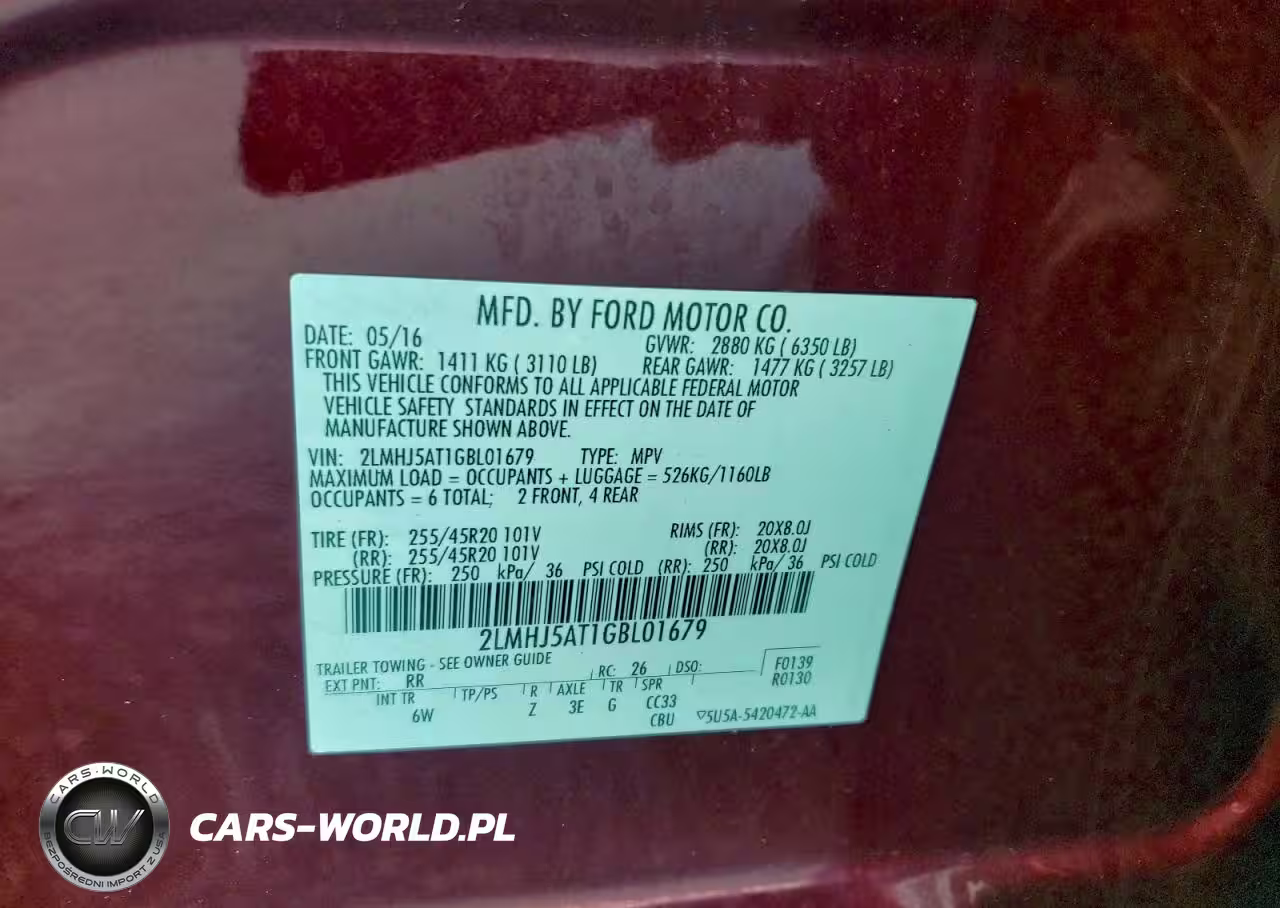 MFD. BY FORD MOTOR CO.
DATE: 05/16
GVWR: 2880 KG ( 6350 LB)
FRONT GAWR: 1411 KG ( 3110 LB)
REAR GAWR: 1477 KG ( 3257 LB)
THIS VEHICLE CONFORMS TO ALL APPLICABLE FEDERAL MOTOR
VEHICLE SAFETY STANDARDS IN EFFECT ON THE DATE OF
MANUFACTURE SHOWN ABOVE.
VIN: 2LMHJ5AT1GBL01679 TYPE: MPV
MAXIMUM LOAD = OCCUPANTS + LUGGAGE = 526KG/1160LB
OCCUPANTS = 6 TOTAL; 2 FRONT, 4 REAR
TIRE (FR): 255/45R20 101V RIMS (FR): 20X8.0J
(RR): 255/45R20 101V (RR): 20X8.0J
PRESSURE (FR): 250 kPa/ 36 PSI COLD (RR): 250 kPa/ 36 PSI COLD
2LMHJ5AT1GBL01679
TRAILER TOWING - SEE OWNER GUIDE
EXT PNT: RR RC: 26 DSO: F0139
R0130
INT TR TP/PS R AXLE TR SPR
6W Z 3E G CC33
CBU ▽5U5A-5420472-AA
CARS-WORLD
CW
BEZPOŚREDNI IMPORT Z USA
CARS-WORLD.PL